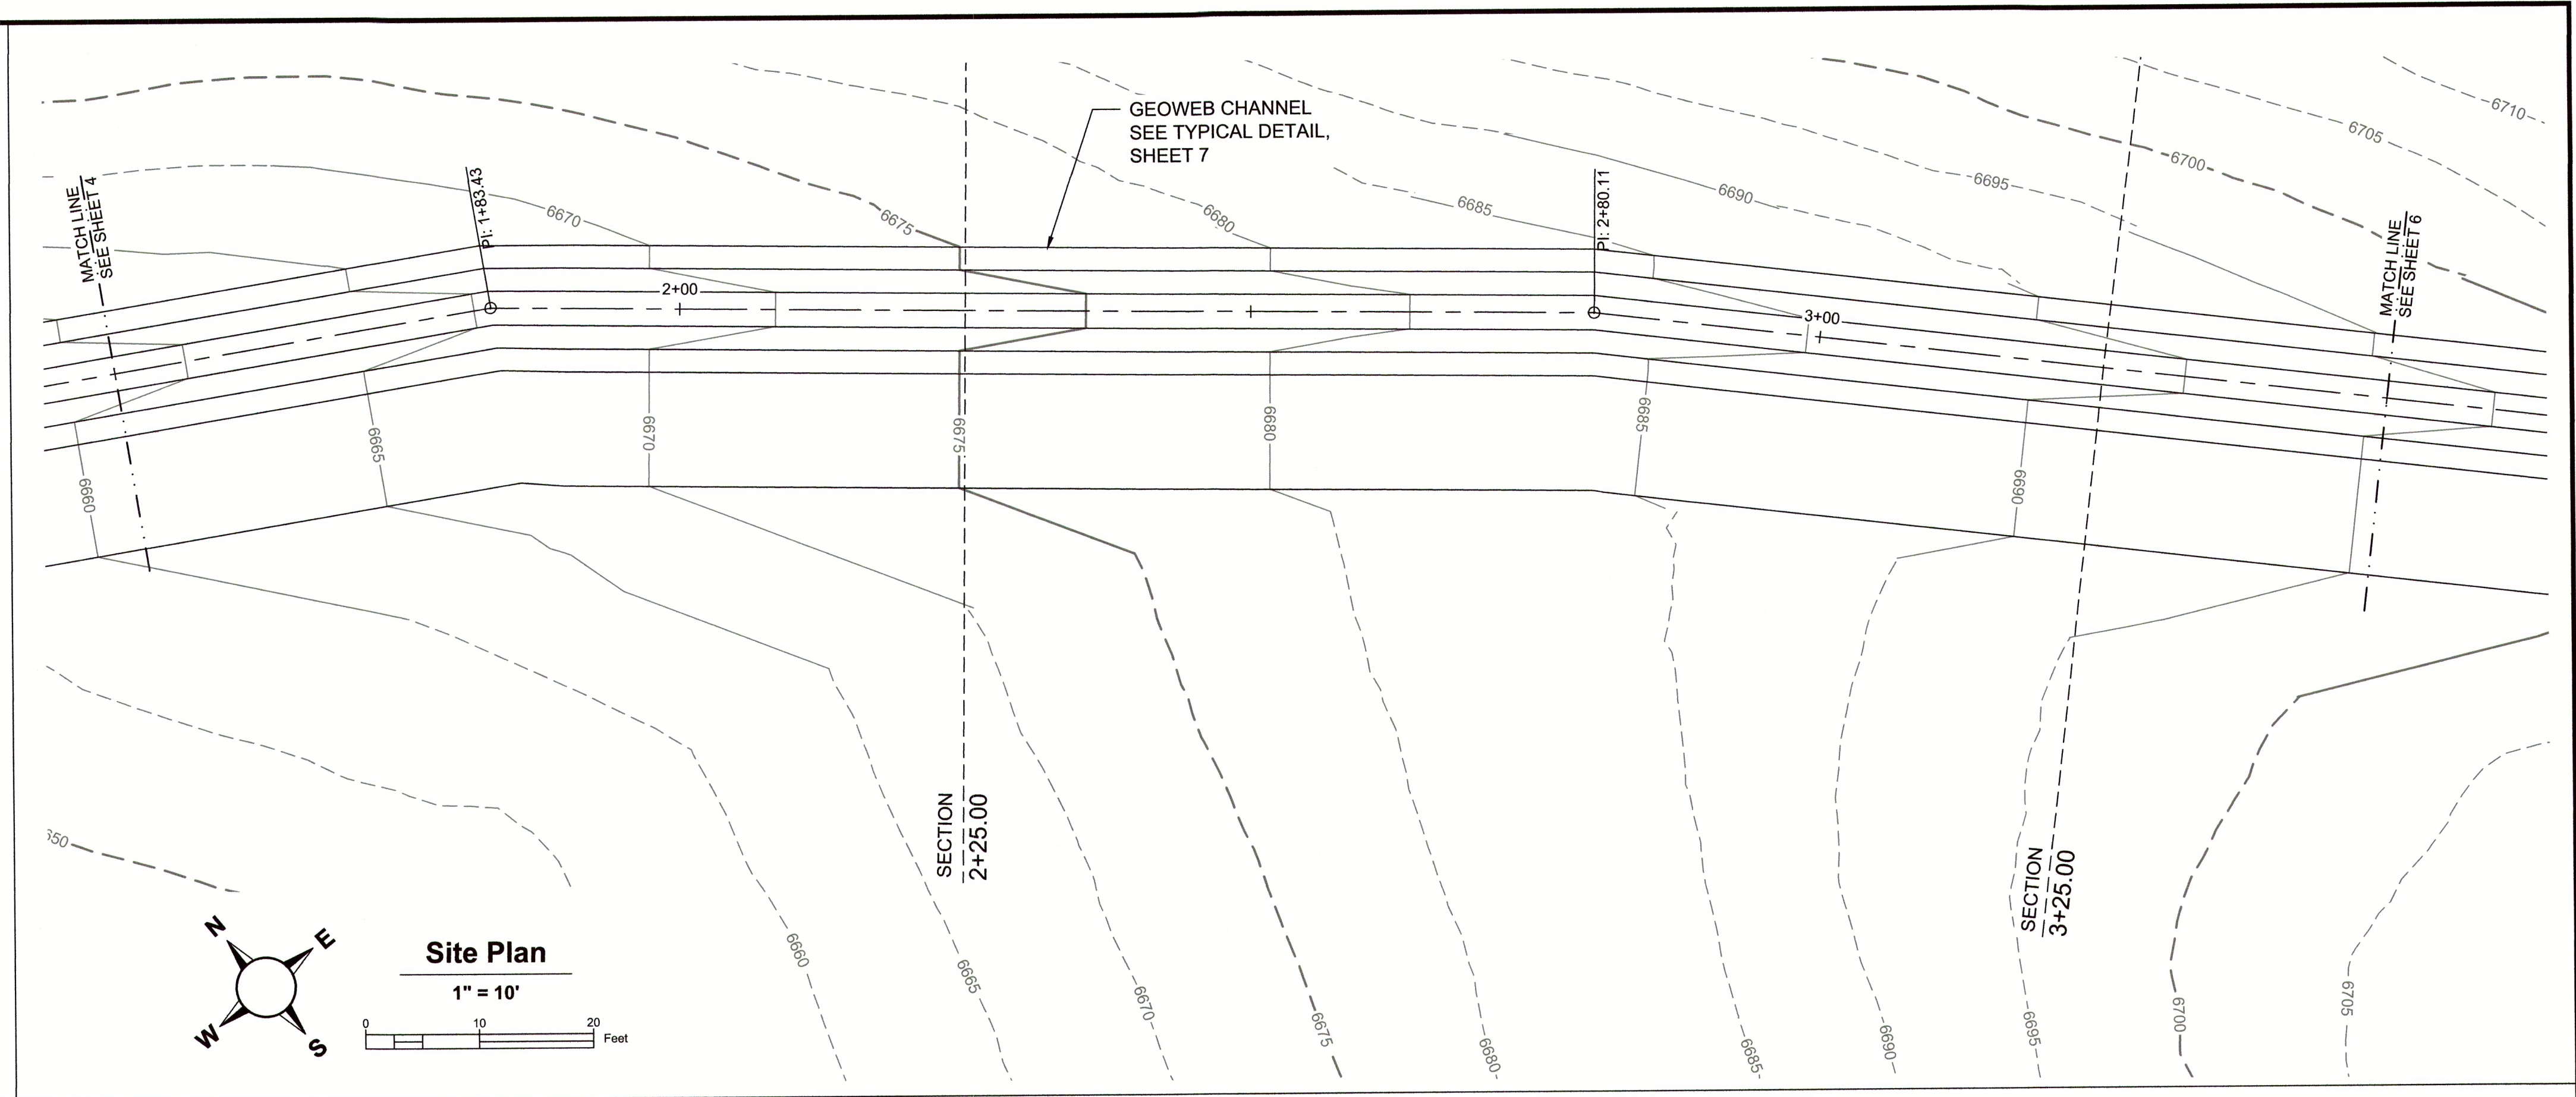 GEOWEB CHANNEL
SEE TYPICAL DETAIL,
SHEET 7
6710
6705
6700
6695
6690
6685
6680
6675
6670
MATCH LINE
SEE SHEET 4
PI: 1+83.43
PI: 2+80.11
MATCH LINE
SEE SHEET 6
2+00
3+00
6660
6665
6670
6675
6680
6685
6690
SECTION
2+25.00
SECTION
3+25.00
650
N
E
W
S
Site Plan
1" = 10'
0
10
20
Feet
6660
6665
6670
6675
6680
6685
6690
6695
6700
6705